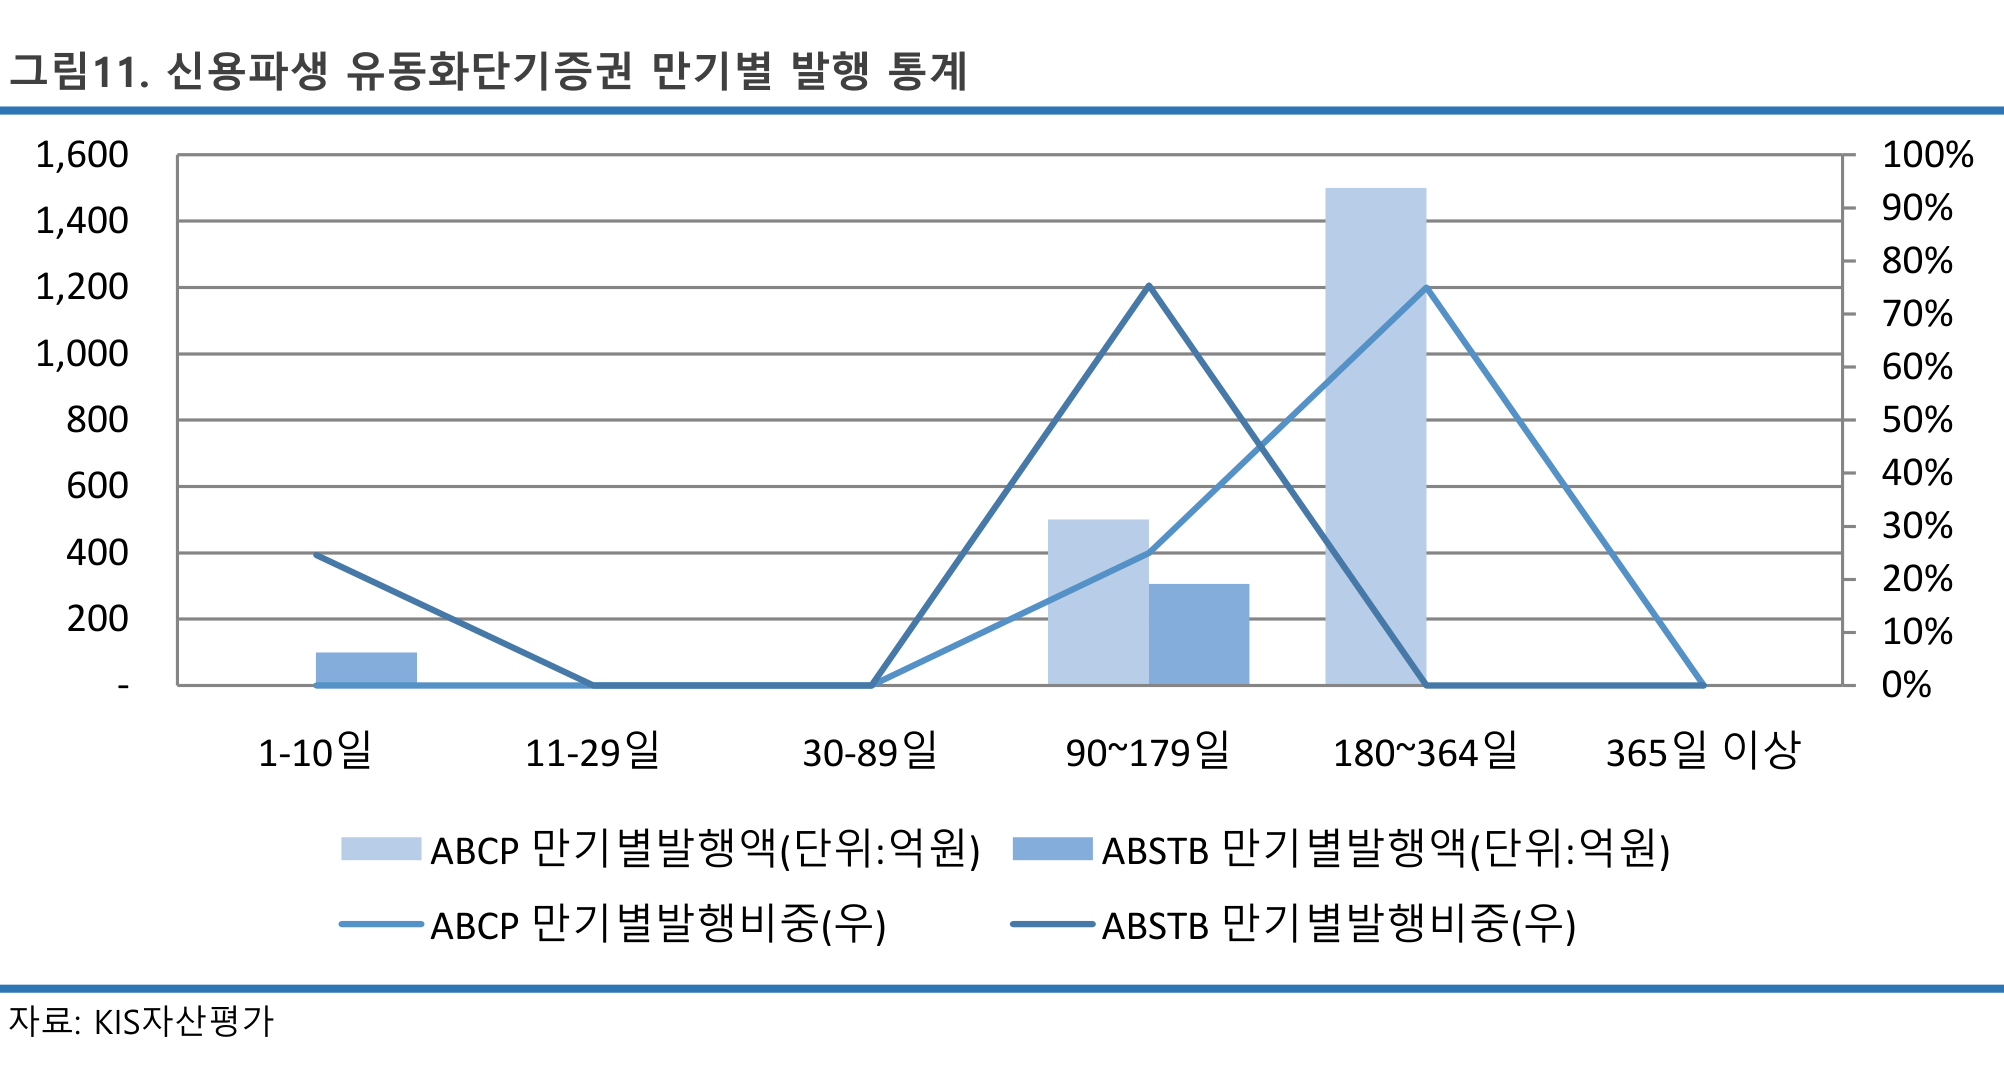 그림11. 신용파생 유동화단기증권 만기별 발행 통계
1,600
1,400
1,200
1,000
800
600
400
200
-
100%
90%
80%
70%
60%
50%
40%
30%
20%
10%
0%
1-10일
11-29일
30-89일
90~179일
180~364일
365일 이상
ABCP 만기별발행액(단위:억원)
ABSTB 만기별발행액(단위:억원)
ABCP 만기별발행비중(우)
ABSTB 만기별발행비중(우)
자료: KIS자산평가